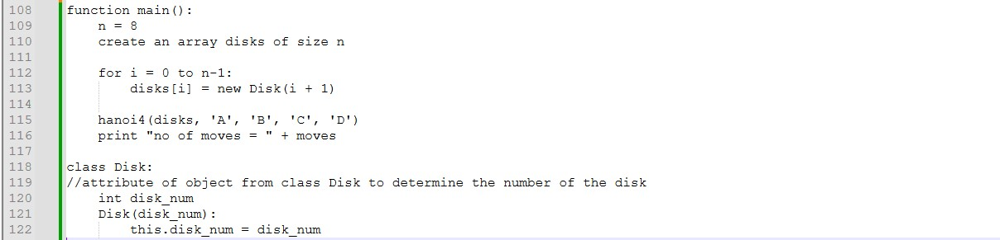 108 function main():
109 n = 8
110 create an array disks of size n
111
112 for i = 0 to n-1:
113 disks[i] = new Disk(i + 1)
114
115 hanoi4(disks, 'A', 'B', 'C', 'D')
116 print "no of moves = " + moves
117
118 class Disk:
119 //attribute of object from class Disk to determine the number of the disk
120 int disk_num
121 Disk(disk_num):
122 this.disk_num = disk_num